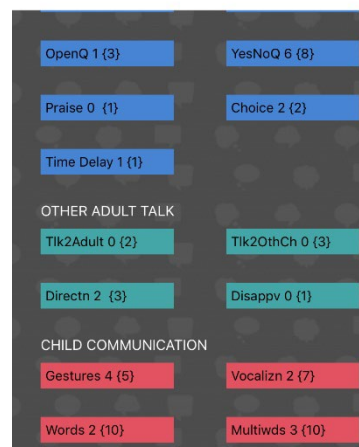 OpenQ 1 {3}
YesNoQ 6 {8}
Praise 0 {1}
Choice 2 {2}
Time Delay 1 {1}
OTHER ADULT TALK
Tlk2Adult 0 {2}
Tlk2OthCh 0 {3}
Directn 2 {3}
Disappv 0 {1}
CHILD COMMUNICATION
Gestures 4 {5}
Vocalizn 2 {7}
Words 2 {10}
Multiwds 3 {10}